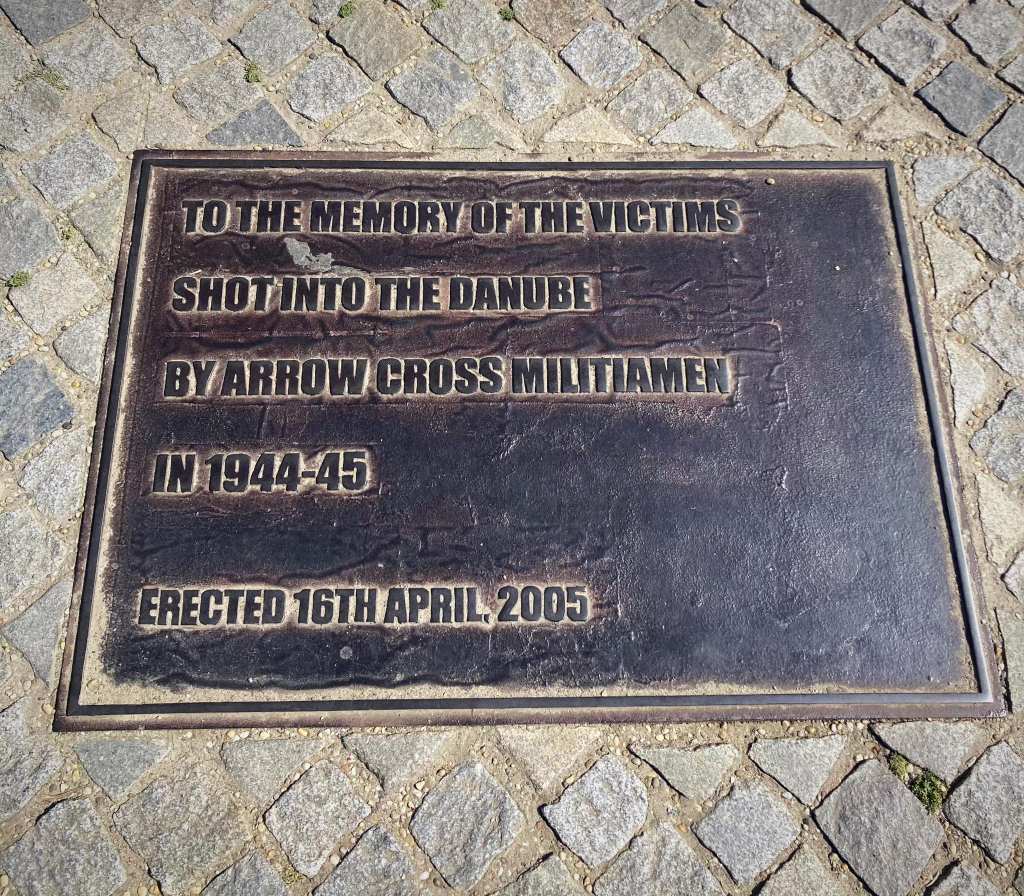 TO THE MEMORY OF THE VICTIMS
SHOT INTO THE DANUBE
BY ARROW CROSS MILITIAMEN
IN 1944-45
ERECTED 16TH APRIL, 2005